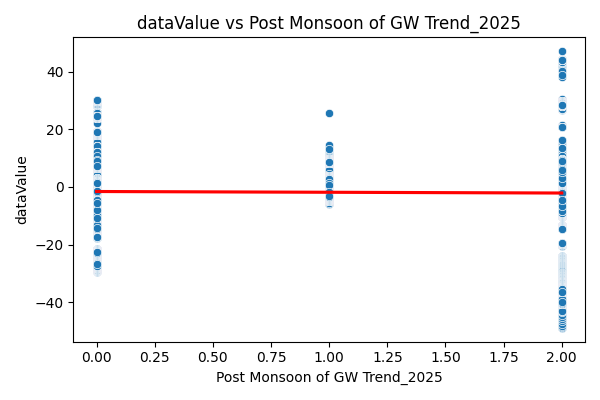 dataValue vs Post Monsoon of GW Trend_2025
dataValue
40
20
0
−20
−40
0.00 0.25 0.50 0.75 1.00 1.25 1.50 1.75 2.00
Post Monsoon of GW Trend_2025